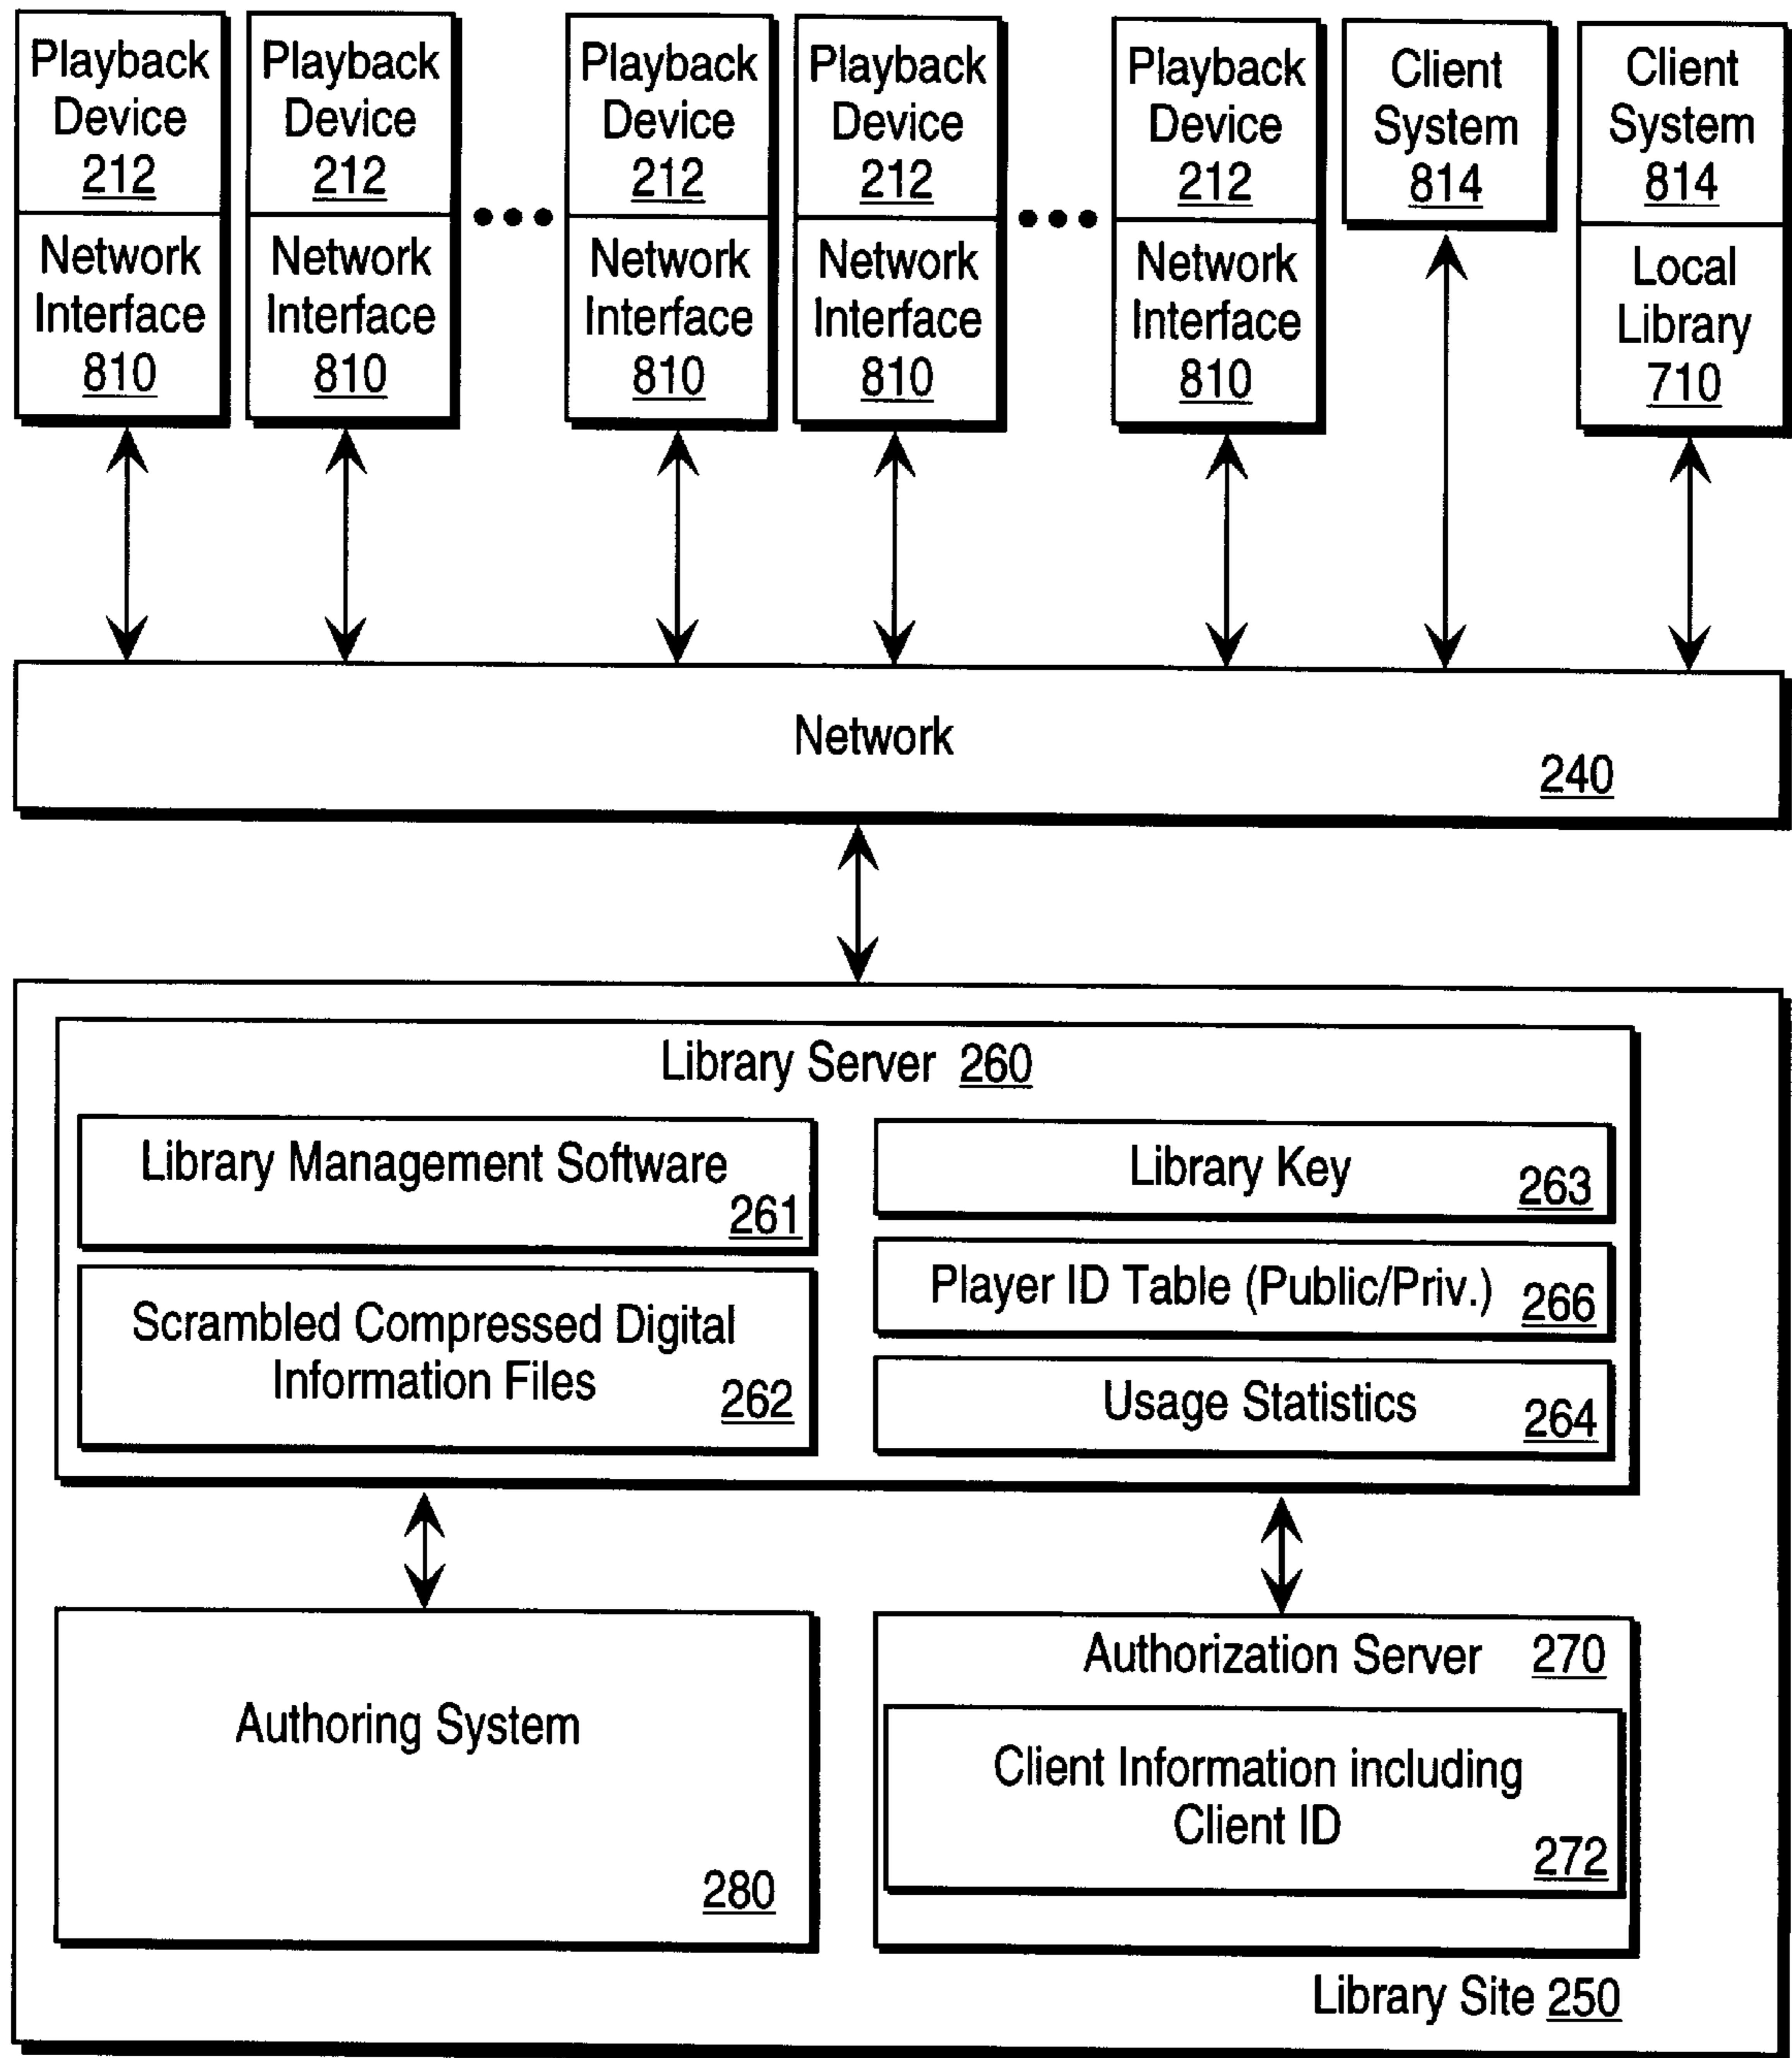 Playback
Device
212
Network
Interface
810
Playback
Device
212
Network
Interface
810
Playback
Device
212
Network
Interface
810
Playback
Device
212
Network
Interface
810
Playback
Device
212
Network
Interface
810
Client
System
814
Client
System
814
Local
Library
710
Network
240
Library Server 260
Library Management Software
261
Scrambled Compressed Digital
Information Files
262
Library Key
263
Player ID Table (Public/Priv.)
266
Usage Statistics
264
Authoring System
280
Authorization Server 270
Client Information including
Client ID
272
Library Site 250